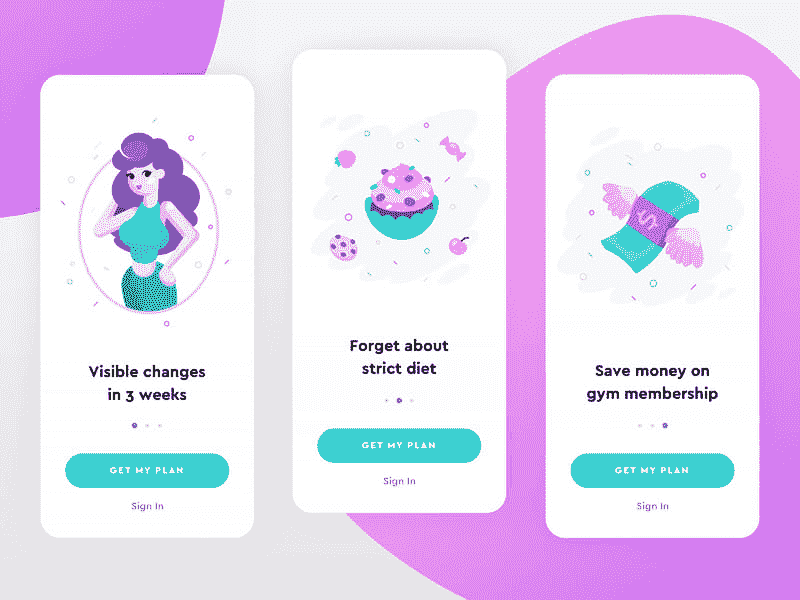 Visible changes
in 3 weeks
GET MY PLAN
Sign In
Forget about
strict diet
GET MY PLAN
Sign In
Save money on
gym membership
GET MY PLAN
Sign In